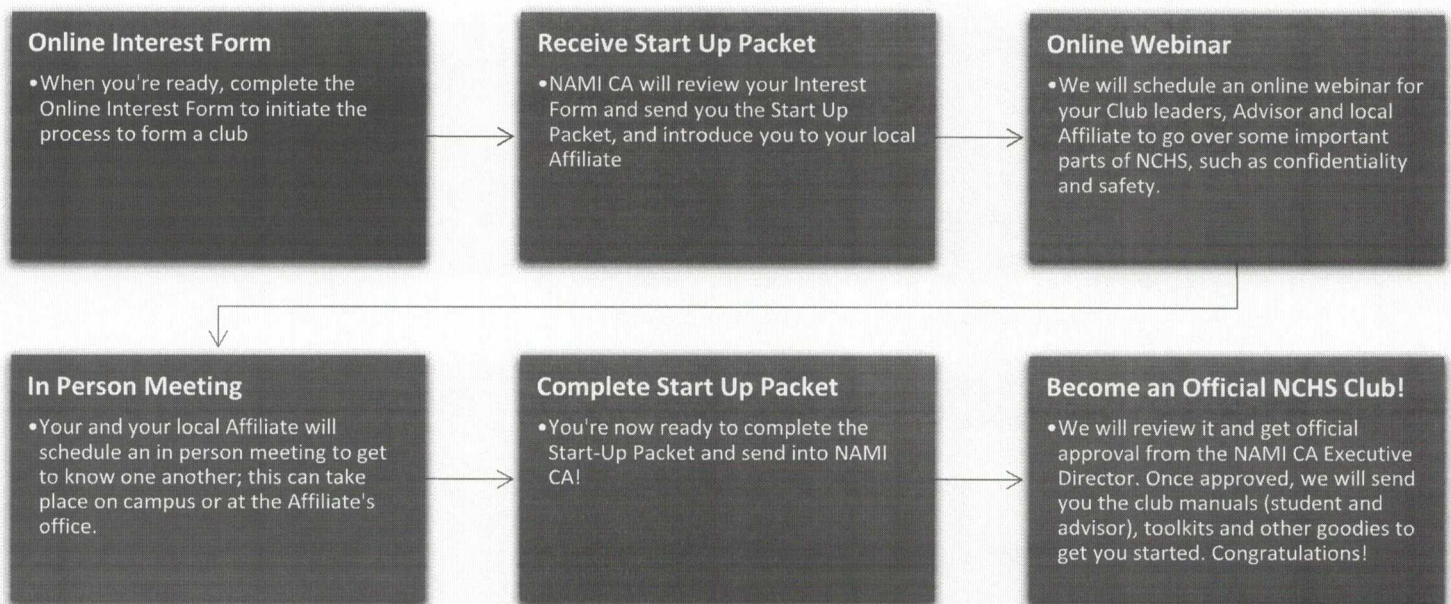 Online Interest Form
•When you're ready, complete the
Online Interest Form to initiate the
process to form a club
Receive Start Up Packet
•NAMI CA will review your Interest
Form and send you the Start Up
Packet, and introduce you to your local
Affiliate
Online Webinar
•We will schedule an online webinar for
your Club leaders, Advisor and local
Affiliate to go over some important
parts of NCHS, such as confidentiality
and safety.
In Person Meeting
•Your and your local Affiliate will
schedule an in person meeting to get
to know one another; this can take
place on campus or at the Affiliate's
office.
Complete Start Up Packet
•You're now ready to complete the
Start-Up Packet and send into NAMI
CA!
Become an Official NCHS Club!
•We will review it and get official
approval from the NAMI CA Executive
Director. Once approved, we will send
you the club manuals (student and
advisor), toolkits and other goodies to
get you started. Congratulations!